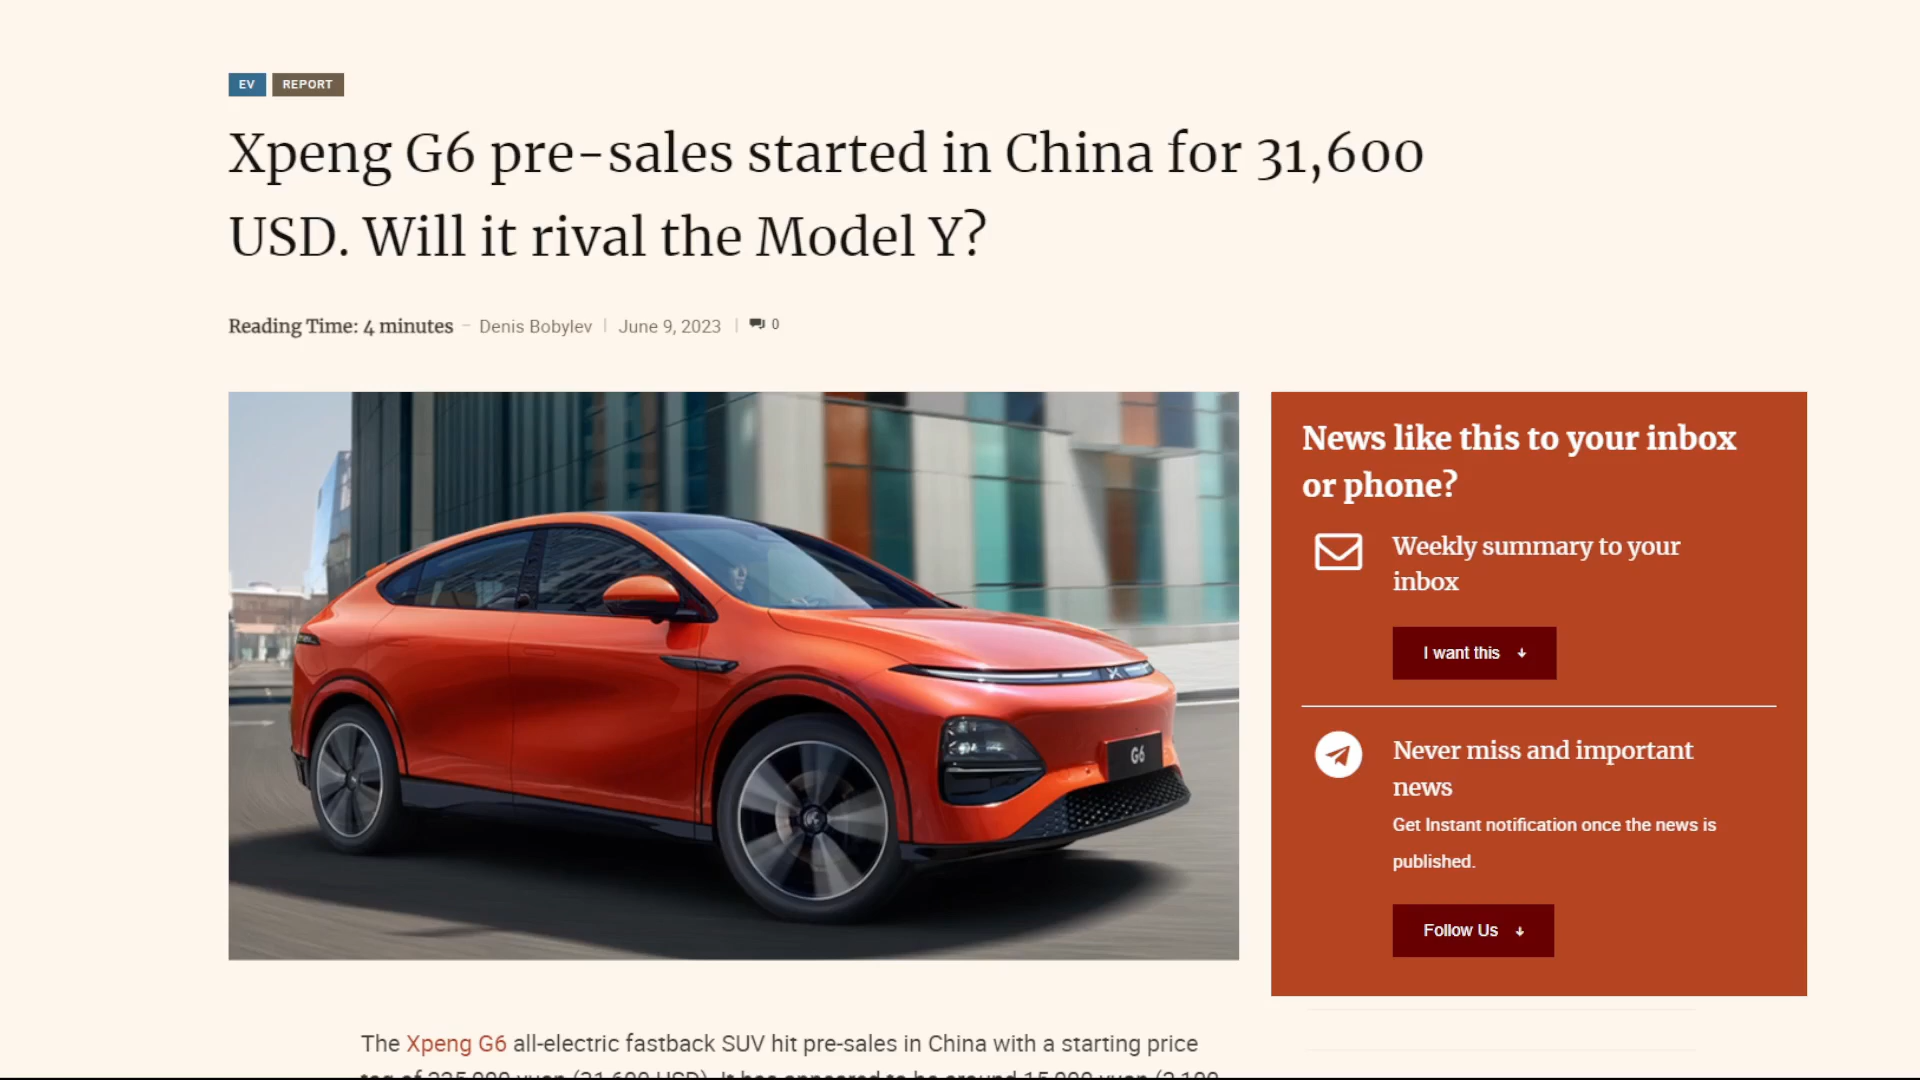 EV REPORT
Xpeng G6 pre-sales started in China for 31,600
USD. Will it rival the Model Y?
Reading Time: 4 minutes – Denis Bobylev | June 9, 2023 | 0
G6
News like this to your inbox
or phone?
Weekly summary to your
inbox
I want this
Never miss and important
news
Get Instant notification once the news is
published.
Follow Us
The Xpeng G6 all-electric fastback SUV hit pre-sales in China with a starting price